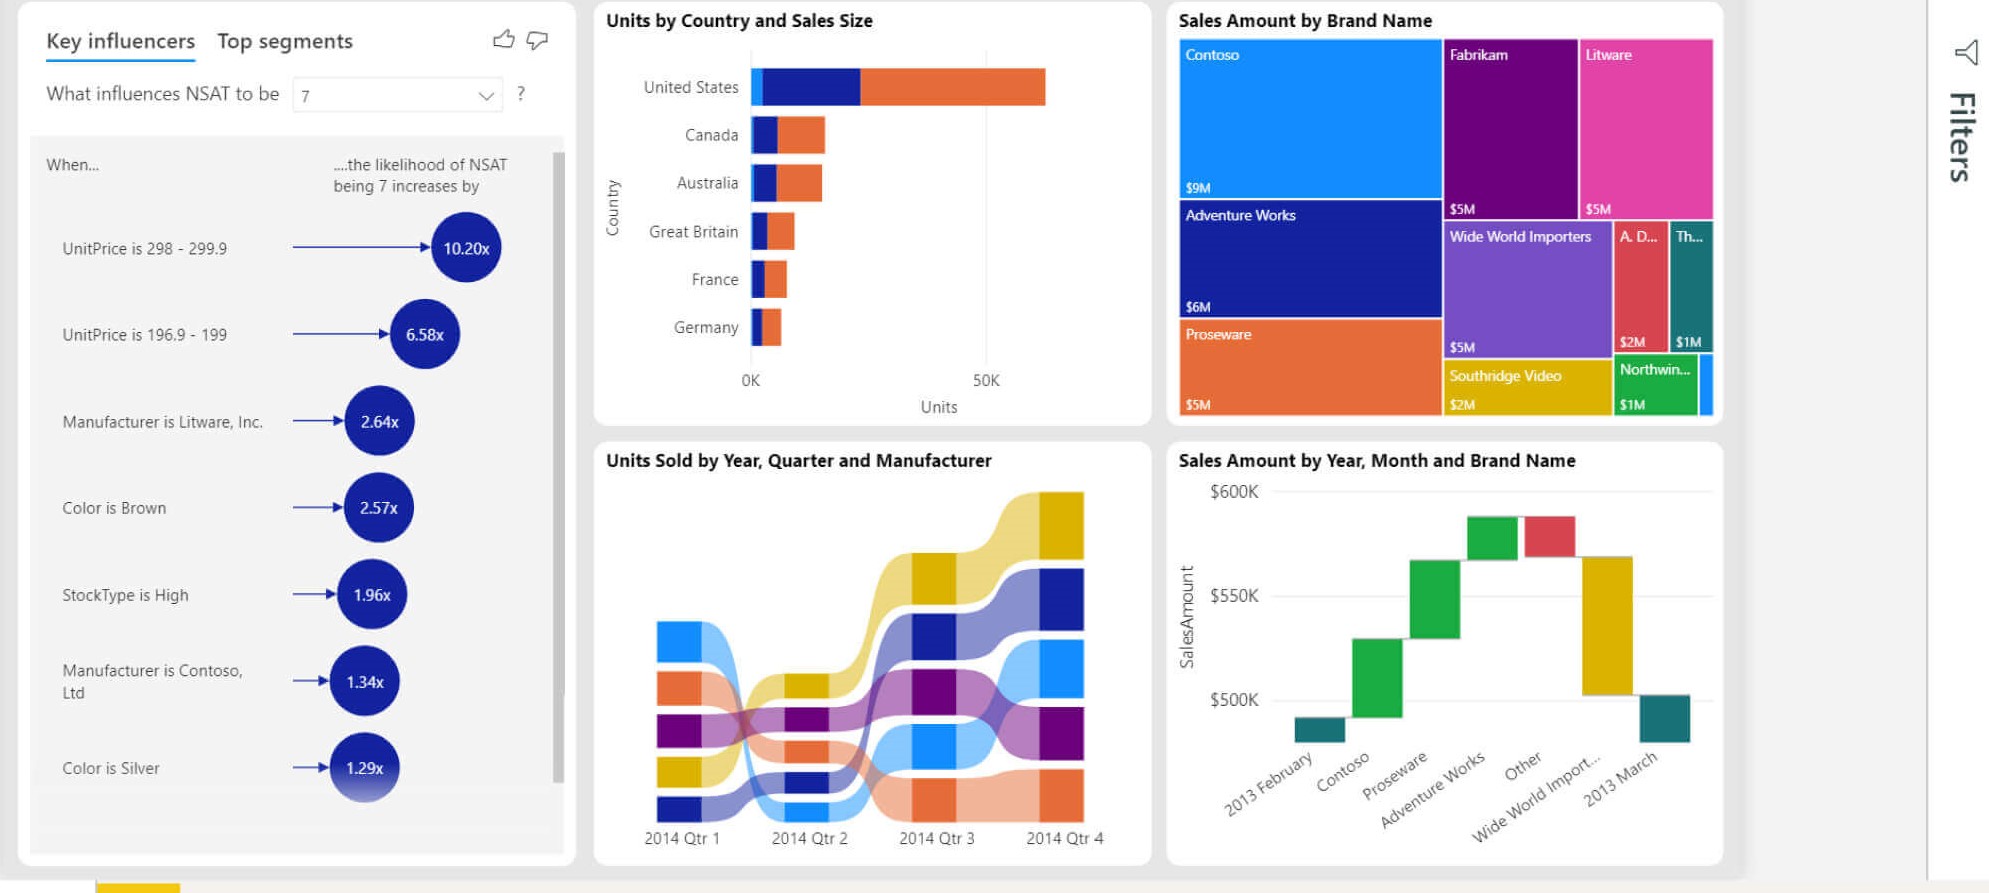 Key influencers
Top segments
What influences NSAT to be
7
?
When...
....the likelihood of NSAT
being 7 increases by
UnitPrice is 298 - 299.9
10.20x
UnitPrice is 196.9 - 199
6.58x
Manufacturer is Litware, Inc.
2.64x
Color is Brown
2.57x
StockType is High
1.96x
Manufacturer is Contoso,
Ltd
1.34x
Color is Silver
1.29x
Units by Country and Sales Size
Country
United States
Canada
Australia
Great Britain
France
Germany
0K
50K
Units
Sales Amount by Brand Name
Contoso
$9M
Adventure Works
$6M
Proseware
$5M
Fabrikam
$5M
Litware
$5M
Wide World Importers
$5M
Southridge Video
$2M
A. D...
$2M
Th...
$1M
Northwin...
$1M
Units Sold by Year, Quarter and Manufacturer
2014 Qtr 1
2014 Qtr 2
2014 Qtr 3
2014 Qtr 4
Sales Amount by Year, Month and Brand Name
SalesAmount
$600K
$550K
$500K
2013 February
Contoso
Proseware
Adventure Works
Other
Wide World Import...
2013 March
Filters